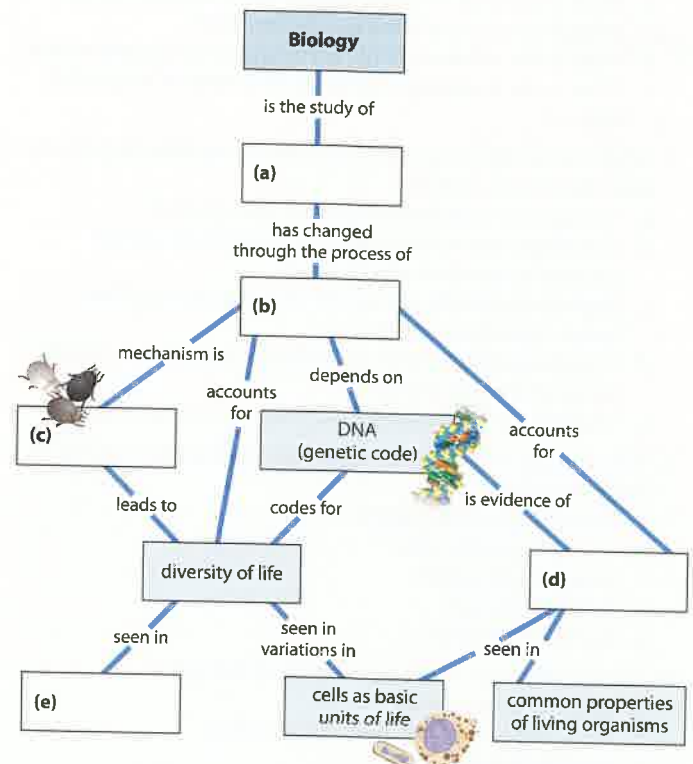 Biology
is the study of
(a)
has changed
through the process of
(b)
mechanism is
accounts
for
depends on
DNA
(genetic code)
accounts
for
(c)
leads to
codes for
is evidence of
diversity of life
(d)
seen in
seen in
variations in
seen in
(e)
cells as basic
units of life
common properties
of living organisms